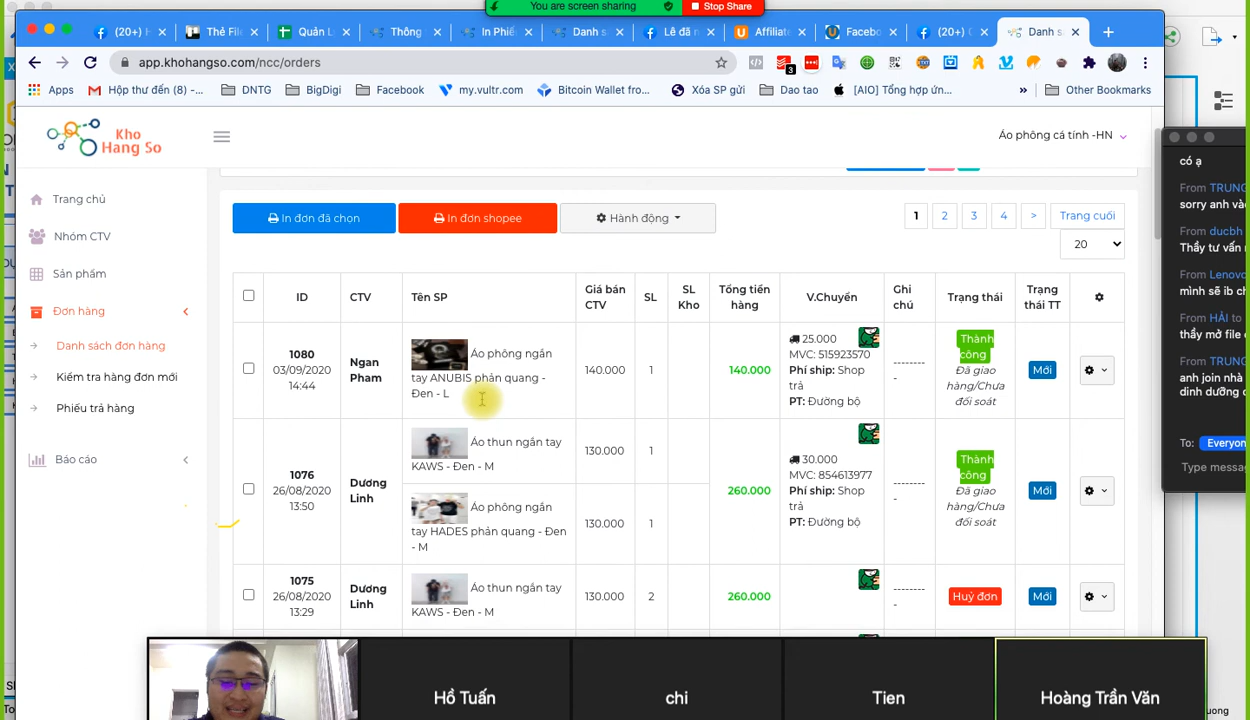 You are screen sharing
Stop Share
(20+) H
Thẻ File
Quản L
Thông
In Phiế
Danh s
Lê đã n
Affiliate
Facebo
(20+) C
Danh s
app.khohangso.com/ncc/orders
3
Apps
Hộp thư đến (8) -...
DNTG
BigDigi
Facebook
my.vultr.com
Bitcoin Wallet fro...
Xóa SP gửi
Dao tao
[AIO] Tổng hợp ứn...
»
Other Bookmarks
Kho
Hang So
Áo phông cá tính -HN
Trang chủ
Nhóm CTV
Sản phẩm
Đơn hàng
Danh sách đơn hàng
Kiểm tra hàng đơn mới
Phiếu trả hàng
Báo cáo
In đơn đã chon
In đơn shopee
Hành động
1
2
3
4
>
Trang cuối
20
ID
CTV
Tên SP
Giá bán
CTV
SL
SL
Kho
Tổng tiền
hàng
V.Chuyển
Ghi
chú
Trạng thái
Trạng
thái TT
1080
03/09/2020
14:44
Ngan
Pham
Áo phông ngắn
tay ANUBIS phản quang -
Đen - L
140.000
1
140.000
25.000
MVC: 515923570
Phí ship: Shop
trả
PT: Đường bộ
--------
-
Thành
công
Đã giao
hàng/Chưa
đối soát
Mới
1076
26/08/2020
13:50
Dương
Linh
Áo thun ngắn tay
KAWS - Đen - M
130.000
1
Áo phông ngắn
tay HADES phản quang - Đen
- M
130.000
1
260.000
30.000
MVC: 854613977
Phí ship: Shop
trả
PT: Đường bộ
--------
-
Thành
công
Đã giao
hàng/Chưa
đối soát
Mới
1075
26/08/2020
13:29
Dương
Linh
Áo thun ngắn tay
KAWS - Đen - M
130.000
2
260.000
--------
-
Huỷ đơn
Mới
có ạ
From TRUNG
sorry anh và
From ducbh
Thầy tư vấn
From Lenovo
mình sẽ ib ch
From HẢI to
thầy mở file
From TRUNG
anh join nhà
dinh dưỡng
To: Everyon
Type messa
Hồ Tuấn
chi
Tien
Hoàng Trần Văn